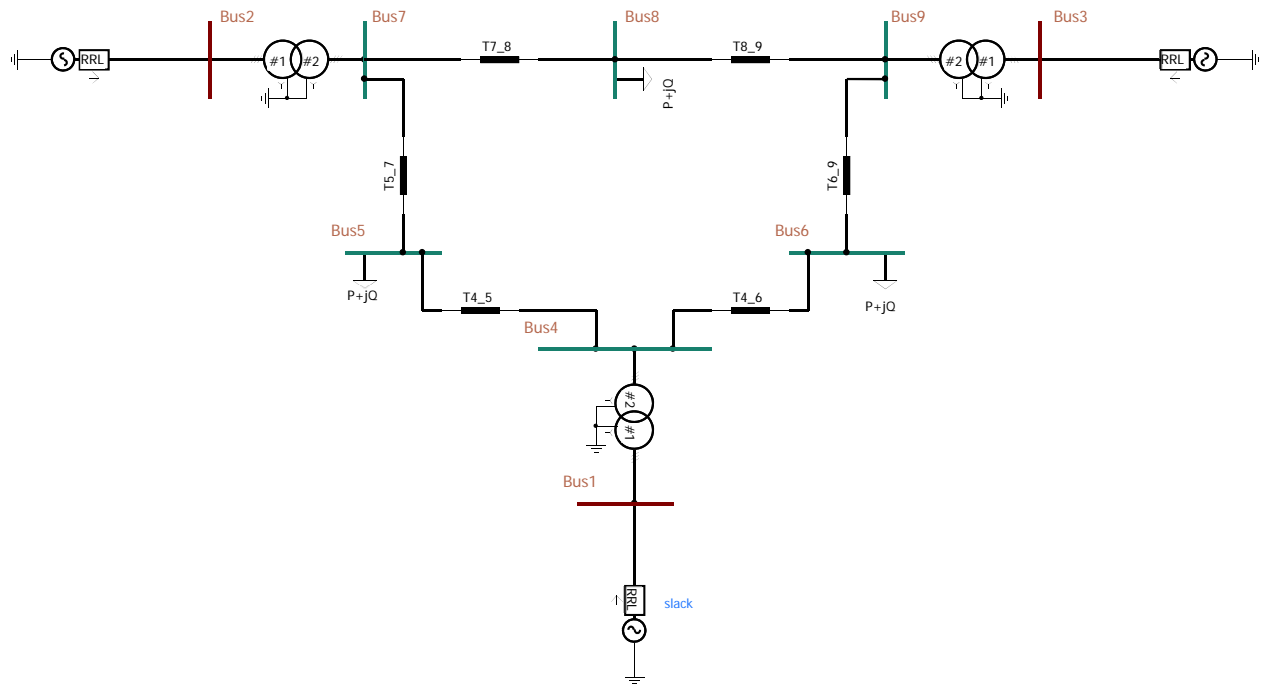 Bus2
Bus7
Bus8
Bus9
Bus3
RRL
#1
#2
T7_8
T8_9
#2
#1
RRL
P+jQ
T5_7
T6_9
Bus5
Bus6
P+jQ
T4_5
T4_6
P+jQ
Bus4
#2
#1
Bus1
RRL
slack